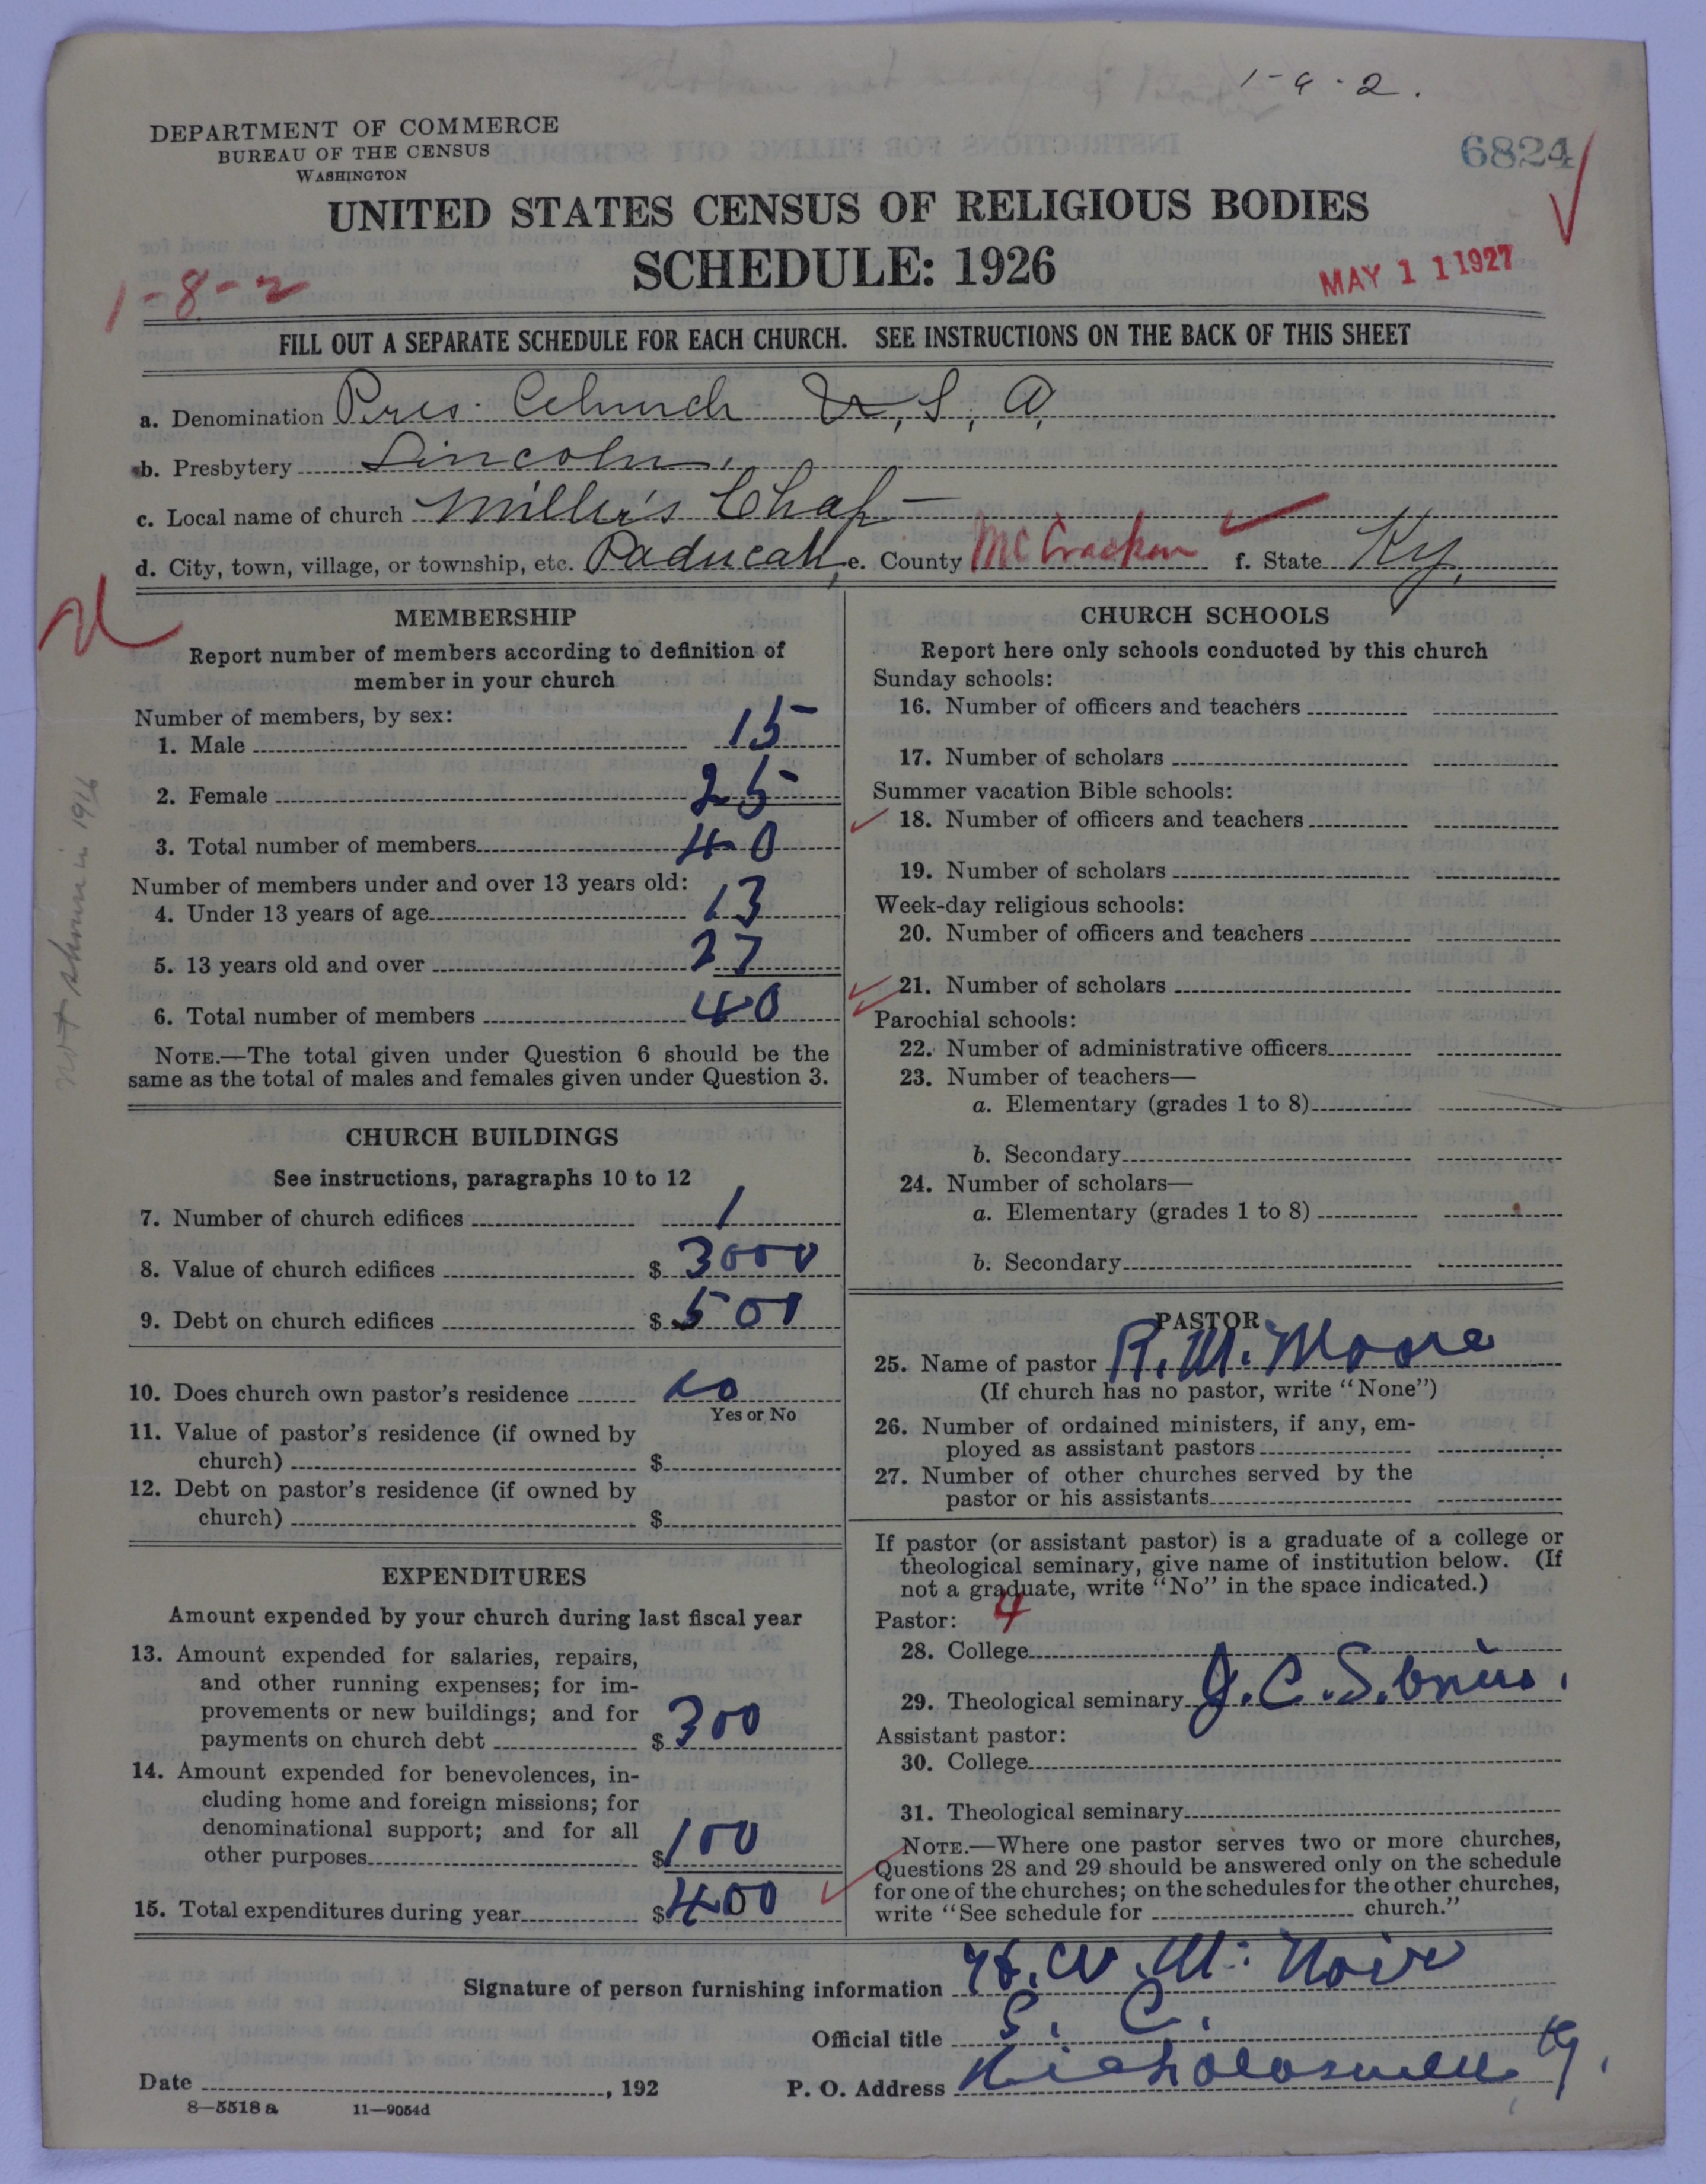 1-9-2.
DEPARTMENT OF COMMERCE
BUREAU OF THE CENSUS
WASHINGTON
6824
UNITED STATES CENSUS OF RELIGIOUS BODIES
SCHEDULE: 1926
1-8-2
MAY 11 1927
FILL OUT A SEPARATE SCHEDULE FOR EACH CHURCH. SEE INSTRUCTIONS ON THE BACK OF THIS SHEET
a. Denomination Pres. Church U.S.A.
b. Presbytery Lincoln.
c. Local name of church Miller's Chap
d. City, town, village, or township, etc. Paducah, e. County McCracken f. State Ky.
MEMBERSHIP
Report number of members according to definition of
member in your church
Number of members, by sex:
1. Male 15
2. Female 25
3. Total number of members 40
Number of members under and over 13 years old:
4. Under 13 years of age 13
5. 13 years old and over 27
6. Total number of members 40
NOTE.—The total given under Question 6 should be the
same as the total of males and females given under Question 3.
not shown in 1916
CHURCH BUILDINGS
See instructions, paragraphs 10 to 12
7. Number of church edifices 1
8. Value of church edifices $ 3000
9. Debt on church edifices $ 500
10. Does church own pastor's residence no
Yes or No
11. Value of pastor's residence (if owned by
church) $
12. Debt on pastor's residence (if owned by
church) $
EXPENDITURES
Amount expended by your church during last fiscal year
13. Amount expended for salaries, repairs,
and other running expenses; for im-
provements or new buildings; and for
payments on church debt $ 300
14. Amount expended for benevolences, in-
cluding home and foreign missions; for
denominational support; and for all
other purposes $ 100
15. Total expenditures during year $ 400
CHURCH SCHOOLS
Report here only schools conducted by this church
Sunday schools:
16. Number of officers and teachers
17. Number of scholars
Summer vacation Bible schools:
18. Number of officers and teachers
19. Number of scholars
Week-day religious schools:
20. Number of officers and teachers
21. Number of scholars
Parochial schools:
22. Number of administrative officers
23. Number of teachers—
a. Elementary (grades 1 to 8)
b. Secondary
24. Number of scholars—
a. Elementary (grades 1 to 8)
b. Secondary
PASTOR
25. Name of pastor R. M. Moore
(If church has no pastor, write "None")
26. Number of ordained ministers, if any, em-
ployed as assistant pastors
27. Number of other churches served by the
pastor or his assistants
If pastor (or assistant pastor) is a graduate of a college or
theological seminary, give name of institution below. (If
not a graduate, write "No" in the space indicated.)
Pastor: 4
28. College
29. Theological seminary J. C. S.
Assistant pastor:
30. College
31. Theological seminary
NOTE.—Where one pastor serves two or more churches,
Questions 28 and 29 should be answered only on the schedule
for one of the churches; on the schedules for the other churches,
write "See schedule for church."
Signature of person furnishing information W. M.
Official title S. C.
Date , 192
P. O. Address Nicholasville Ky.
8—5518 a 11—9054d